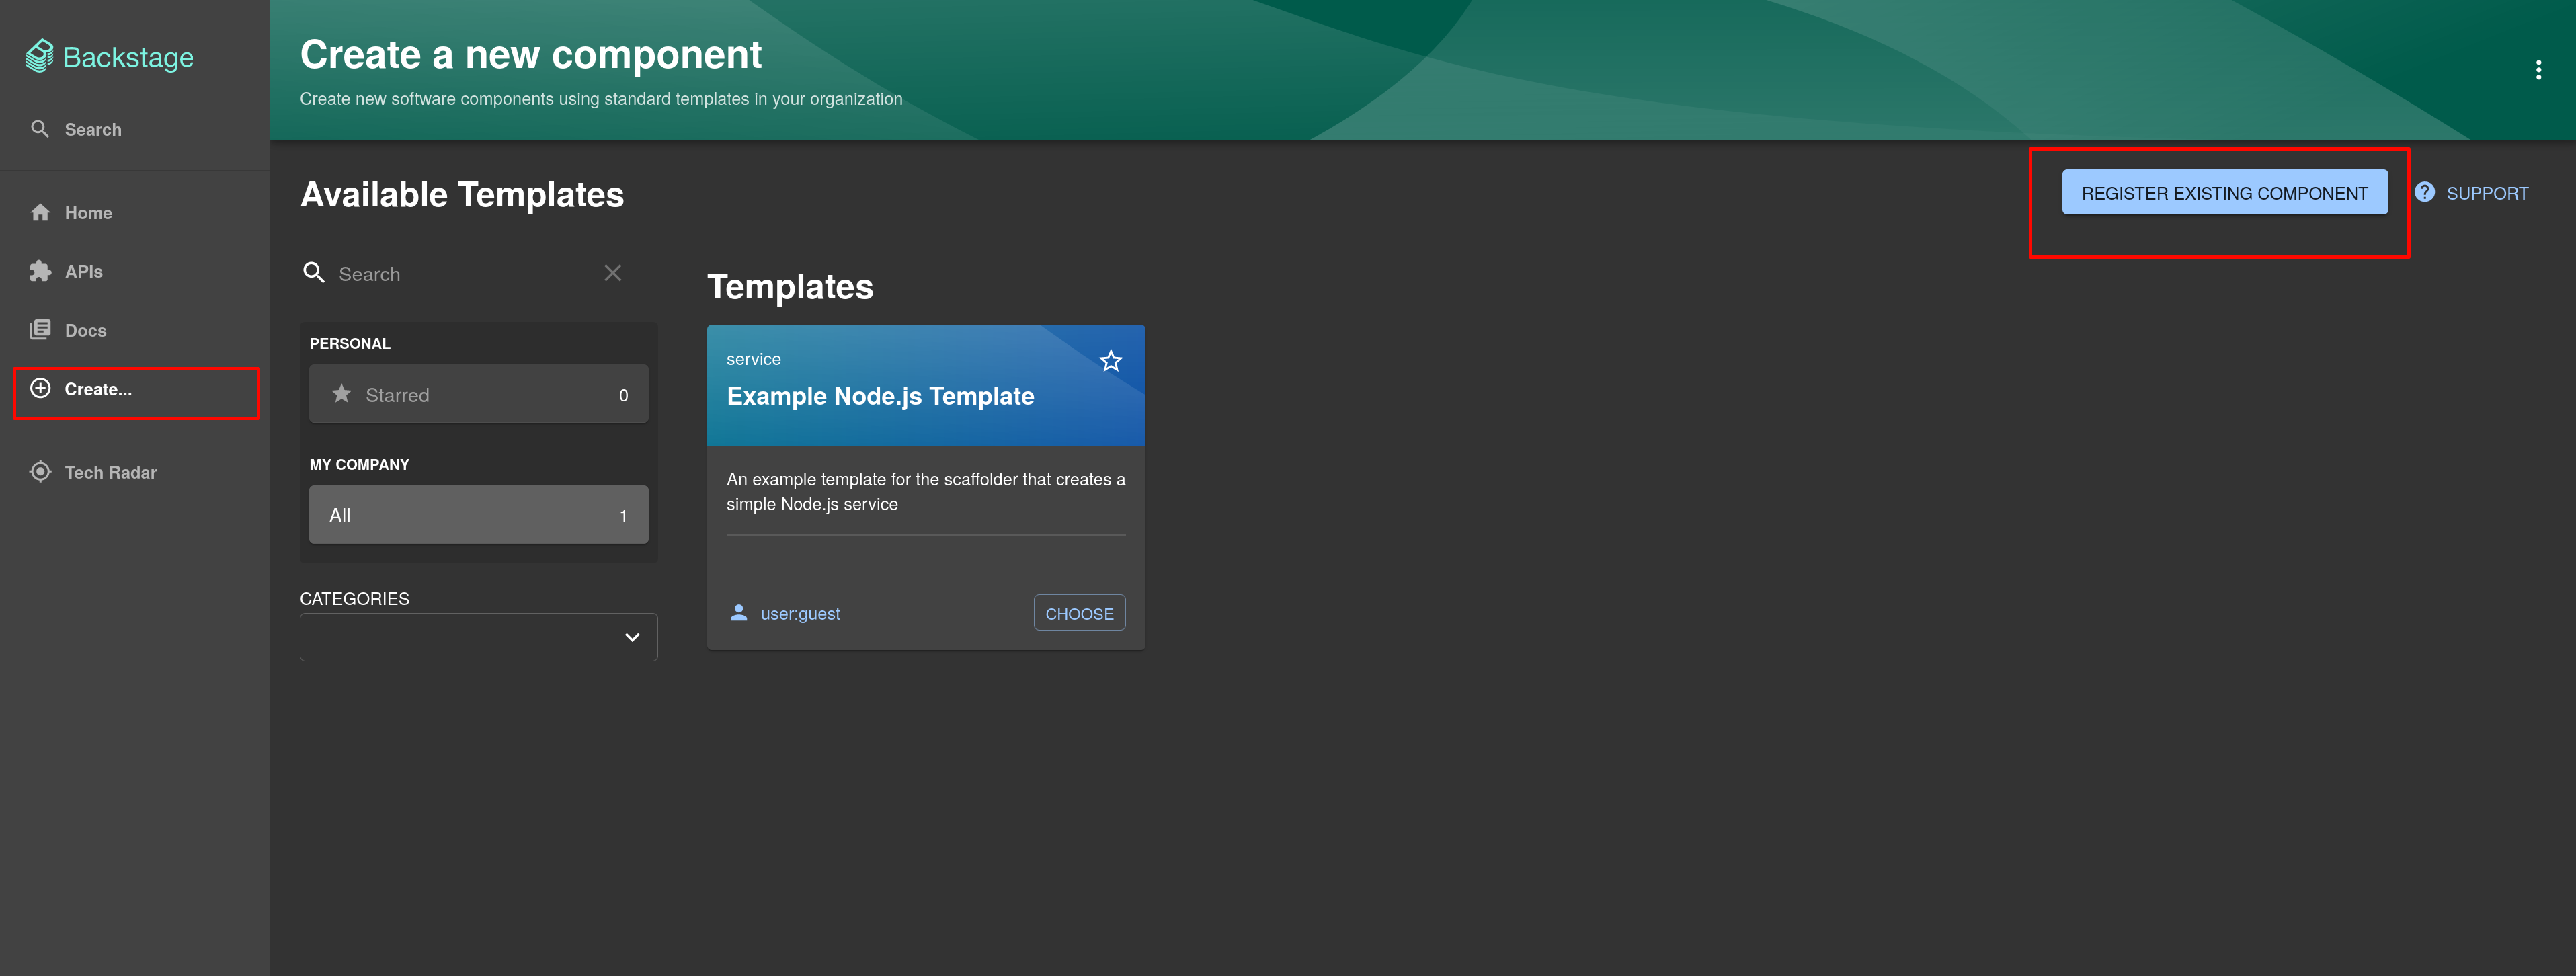 Backstage
Search
Home
APIs
Docs
Create...
Tech Radar
Create a new component
Create new software components using standard templates in your organization
Available Templates
REGISTER EXISTING COMPONENT
SUPPORT
Search
PERSONAL
Starred 0
MY COMPANY
All 1
CATEGORIES
Templates
service
Example Node.js Template
An example template for the scaffolder that creates a
simple Node.js service
user:guest
CHOOSE